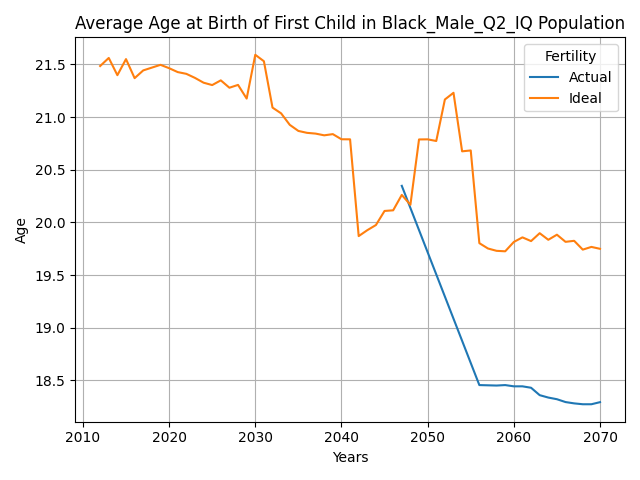 Average Age at Birth of First Child in Black_Male_Q2_IQ Population
Fertility
Actual
Ideal
21.5
21.0
20.5
20.0
19.5
19.0
18.5
Age
2010
2020
2030
2040
2050
2060
2070
Years